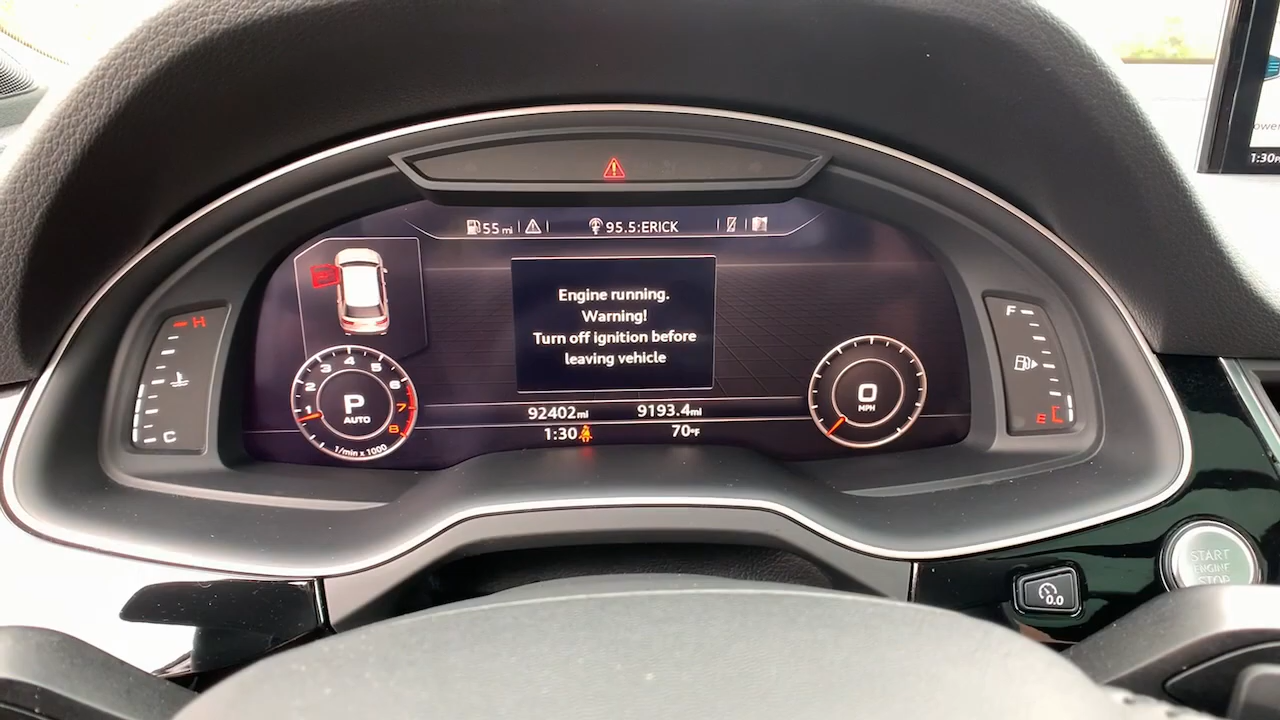 55 mi
95.5:ERICK
1:30
Engine running.
Warning!
Turn off ignition before
leaving vehicle
H
C
1
2
3
4
5
6
7
8
P
AUTO
1/min x 1000
0
MPH
F
E
92402mi
9193.4mi
1:30
70°F
START
ENGINE
STOP
0.0